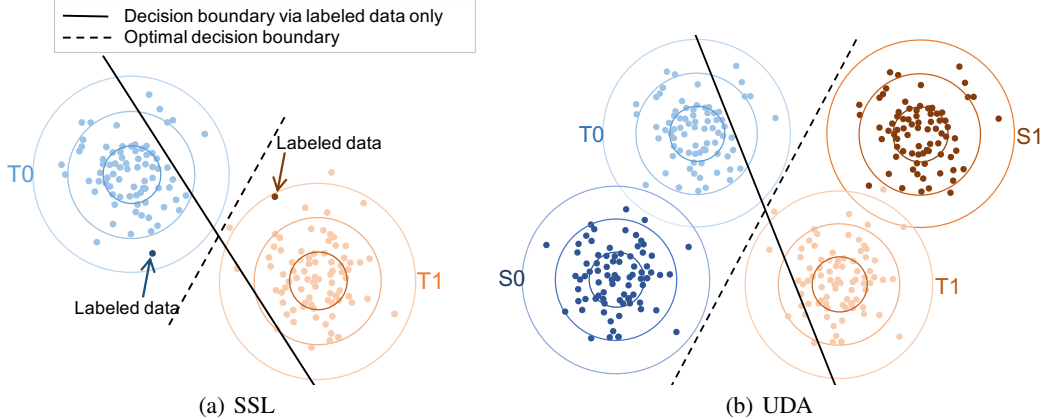 Decision boundary via labeled data only
Optimal decision boundary
T0
Labeled data
T1
Labeled data
(a) SSL
T0
S1
S0
T1
(b) UDA